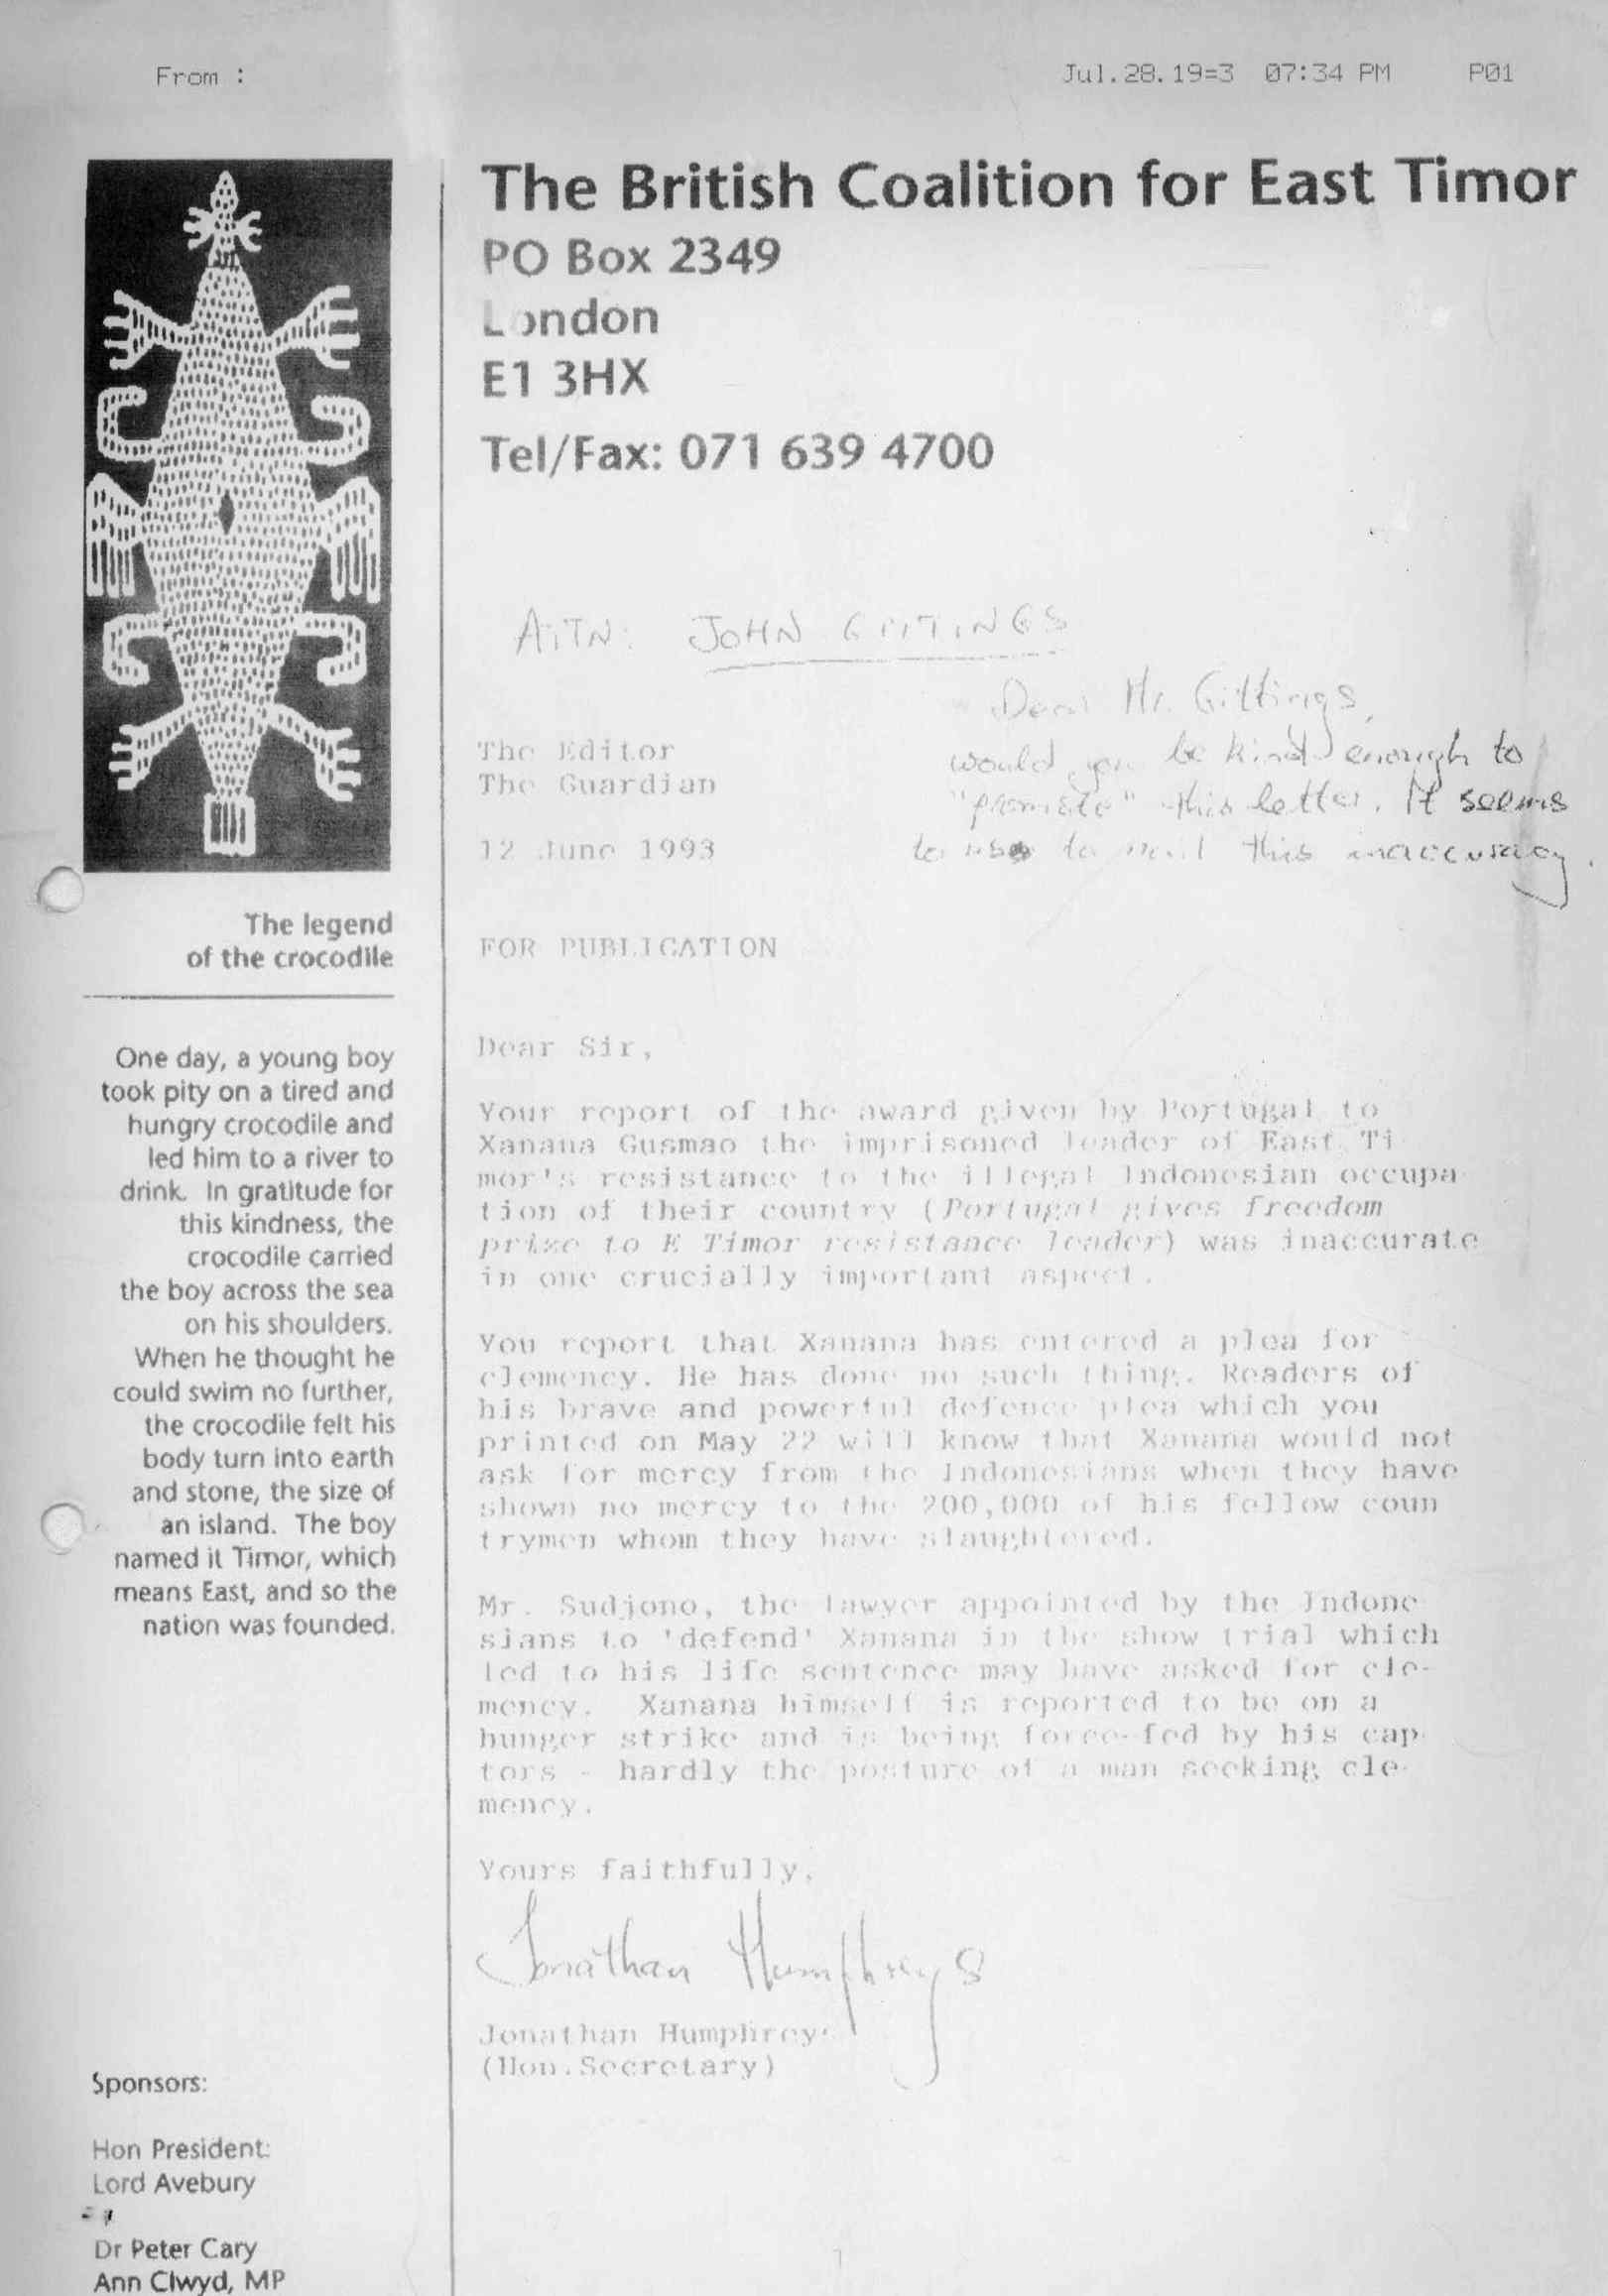 From :
Jul.28.19=3 07:34 PM P01
The British Coalition for East Timor
PO Box 2349
London
E1 3HX
Tel/Fax: 071 639 4700
ATTN: JOHN GITTINGS
Dear Mr. Gittings,
would you be kind enough to
"promote" this letter. It seems
to us to this inaccuracy.
The Editor
The Guardian
12 June 1993
FOR PUBLICATION
Dear Sir,
Your report of the award given by Portugal to
Xanana Gusmao the imprisoned leader of East Ti
mor's resistance to the illegal Indonesian occupa
tion of their country (Portugal gives freedom
prize to E Timor resistance leader) was inaccurate
in one crucially important aspect.
You report that Xanana has entered a plea for
clemency. He has done no such thing. Readers of
his brave and powerful defence plea which you
printed on May 22 will know that Xanana would not
ask for mercy from the Indonesians when they have
shown no mercy to the 200,000 of his fellow coun
trymen whom they have slaughtered.
Mr. Sudjono, the lawyer appointed by the Indone
sians to 'defend' Xanana in the show trial which
led to his life sentence may have asked for cle-
mency. Xanana himself is reported to be on a
hunger strike and is being force-fed by his cap
tors - hardly the posture of a man seeking cle-
mency.
Yours faithfully,
Jonathan Humphreys
Jonathan Humphreys
(Hon.Secretary)
The legend
of the crocodile
One day, a young boy
took pity on a tired and
hungry crocodile and
led him to a river to
drink. In gratitude for
this kindness, the
crocodile carried
the boy across the sea
on his shoulders.
When he thought he
could swim no further,
the crocodile felt his
body turn into earth
and stone, the size of
an island. The boy
named it Timor, which
means East, and so the
nation was founded.
Sponsors:
Hon President:
Lord Avebury
Dr Peter Cary
Ann Clwyd, MP